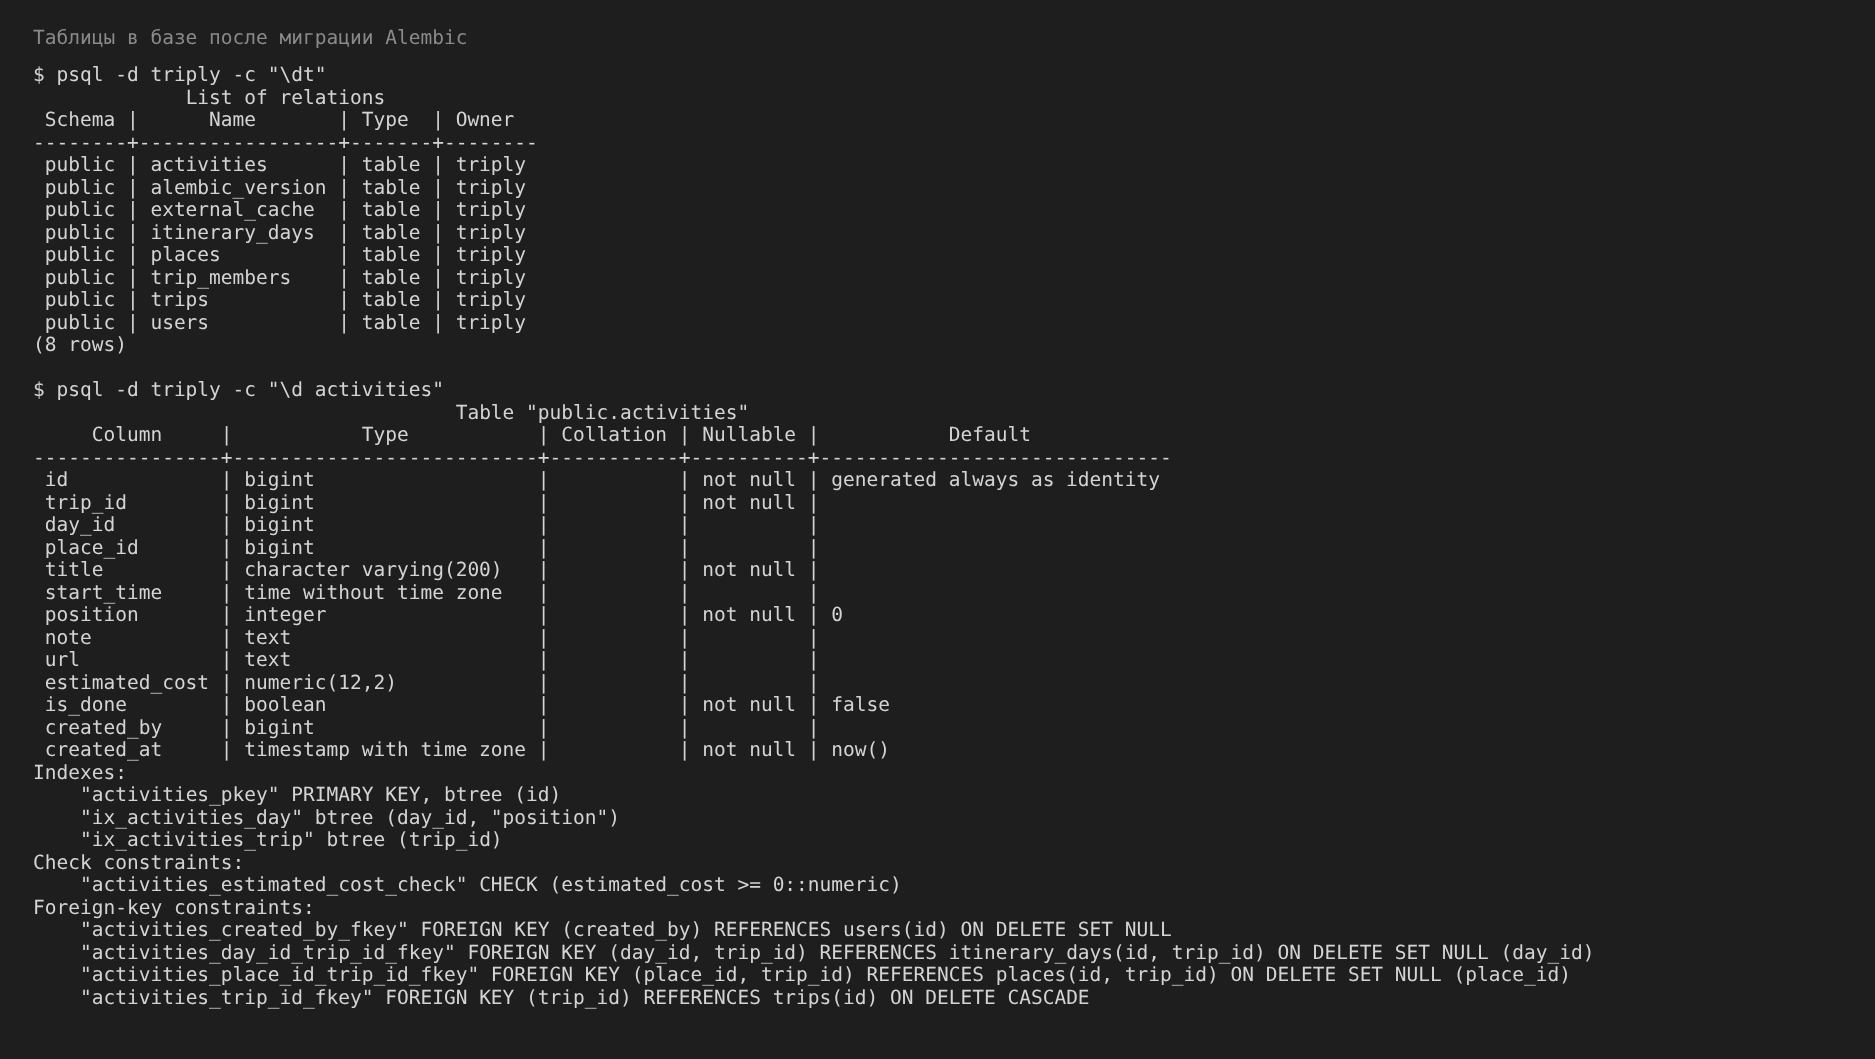 Таблицы в базе после миграции Alembic
$ psql -d triply -c "\dt"
             List of relations
 Schema |      Name       | Type  | Owner
--------+-----------------+-------+--------
 public | activities      | table | triply
 public | alembic_version | table | triply
 public | external_cache  | table | triply
 public | itinerary_days  | table | triply
 public | places          | table | triply
 public | trip_members    | table | triply
 public | trips           | table | triply
 public | users           | table | triply
(8 rows)
$ psql -d triply -c "\d activities"
                                    Table "public.activities"
     Column     |           Type           | Collation | Nullable |           Default
----------------+--------------------------+-----------+----------+------------------------------
 id             | bigint                   |           | not null | generated always as identity
 trip_id        | bigint                   |           | not null |
 day_id         | bigint                   |           |          |
 place_id       | bigint                   |           |          |
 title          | character varying(200)   |           | not null |
 start_time     | time without time zone   |           |          |
 position       | integer                  |           | not null | 0
 note           | text                     |           |          |
 url            | text                     |           |          |
 estimated_cost | numeric(12,2)            |           |          |
 is_done        | boolean                  |           | not null | false
 created_by     | bigint                   |           |          |
 created_at     | timestamp with time zone |           | not null | now()
Indexes:
    "activities_pkey" PRIMARY KEY, btree (id)
    "ix_activities_day" btree (day_id, "position")
    "ix_activities_trip" btree (trip_id)
Check constraints:
    "activities_estimated_cost_check" CHECK (estimated_cost >= 0::numeric)
Foreign-key constraints:
    "activities_created_by_fkey" FOREIGN KEY (created_by) REFERENCES users(id) ON DELETE SET NULL
    "activities_day_id_trip_id_fkey" FOREIGN KEY (day_id, trip_id) REFERENCES itinerary_days(id, trip_id) ON DELETE SET NULL (day_id)
    "activities_place_id_trip_id_fkey" FOREIGN KEY (place_id, trip_id) REFERENCES places(id, trip_id) ON DELETE SET NULL (place_id)
    "activities_trip_id_fkey" FOREIGN KEY (trip_id) REFERENCES trips(id) ON DELETE CASCADE